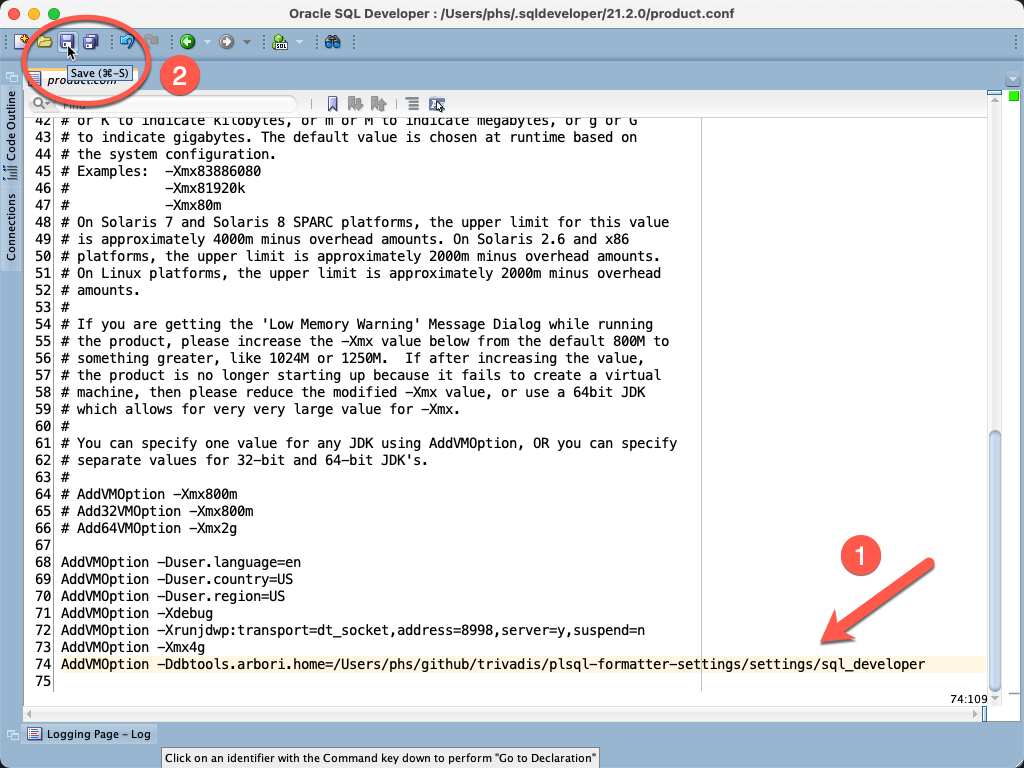 Oracle SQL Developer : /Users/phs/.sqldeveloper/21.2.0/product.conf
SQL
Save (⌘-S)
2
product.conf
Find
Code Outline
Connections
42 # or K to indicate kilobytes, or m or M to indicate megabytes, or g or G
43 # to indicate gigabytes. The default value is chosen at runtime based on
44 # the system configuration.
45 # Examples:  -Xmx83886080
46 #            -Xmx81920k
47 #            -Xmx80m
48 # On Solaris 7 and Solaris 8 SPARC platforms, the upper limit for this value
49 # is approximately 4000m minus overhead amounts. On Solaris 2.6 and x86
50 # platforms, the upper limit is approximately 2000m minus overhead amounts.
51 # On Linux platforms, the upper limit is approximately 2000m minus overhead
52 # amounts.
53 #
54 # If you are getting the 'Low Memory Warning' Message Dialog while running
55 # the product, please increase the -Xmx value below from the default 800M to
56 # something greater, like 1024M or 1250M.  If after increasing the value,
57 # the product is no longer starting up because it fails to create a virtual
58 # machine, then please reduce the modified -Xmx value, or use a 64bit JDK
59 # which allows for very very large value for -Xmx.
60 #
61 # You can specify one value for any JDK using AddVMOption, OR you can specify
62 # separate values for 32-bit and 64-bit JDK's.
63 #
64 # AddVMOption -Xmx800m
65 # Add32VMOption -Xmx800m
66 # Add64VMOption -Xmx2g
67
68 AddVMOption -Duser.language=en
69 AddVMOption -Duser.country=US
70 AddVMOption -Duser.region=US
71 AddVMOption -Xdebug
72 AddVMOption -Xrunjdwp:transport=dt_socket,address=8998,server=y,suspend=n
73 AddVMOption -Xmx4g
74 AddVMOption -Ddbtools.arbori.home=/Users/phs/github/trivadis/plsql-formatter-settings/settings/sql_developer
75
1
74:109
Logging Page - Log
Click on an identifier with the Command key down to perform "Go to Declaration"